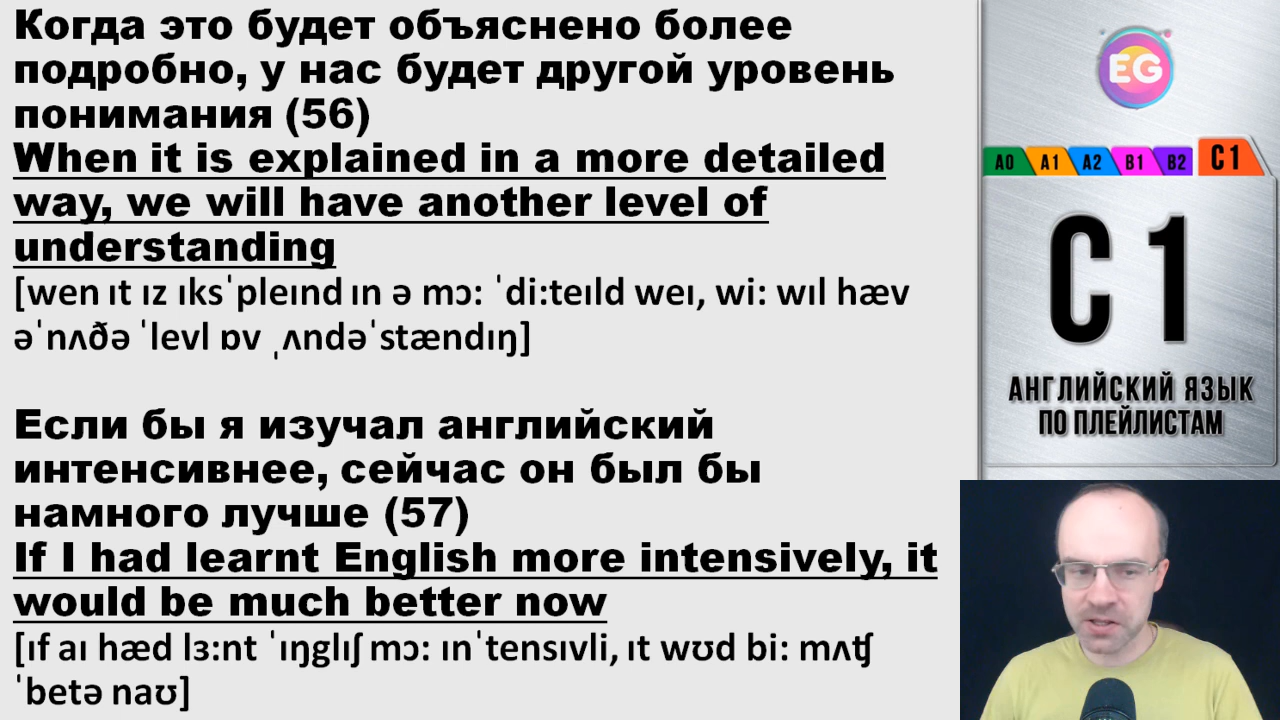 Когда это будет объяснено более
подробно, у нас будет другой уровень
понимания (56)
When it is explained in a more detailed
way, we will have another level of
understanding
[wen ɪt ɪz ɪksˈpleɪnd ɪn ə mɔː ˈdiːteɪld weɪ, wiː wɪl hæv
əˈnʌðə ˈlevl ɒv ˌʌndəˈstændɪŋ]
Если бы я изучал английский
интенсивнее, сейчас он был бы
намного лучше (57)
If I had learnt English more intensively, it
would be much better now
[ɪf aɪ hæd lɜːnt ˈɪŋglɪʃ mɔː ɪnˈtensɪvli, ɪt wʊd biː mʌʧ
ˈbetə naʊ]
EG
A0 A1 A2 B1 B2 C1
C1
АНГЛИЙСКИЙ ЯЗЫК
ПО ПЛЕЙЛИСТАМ